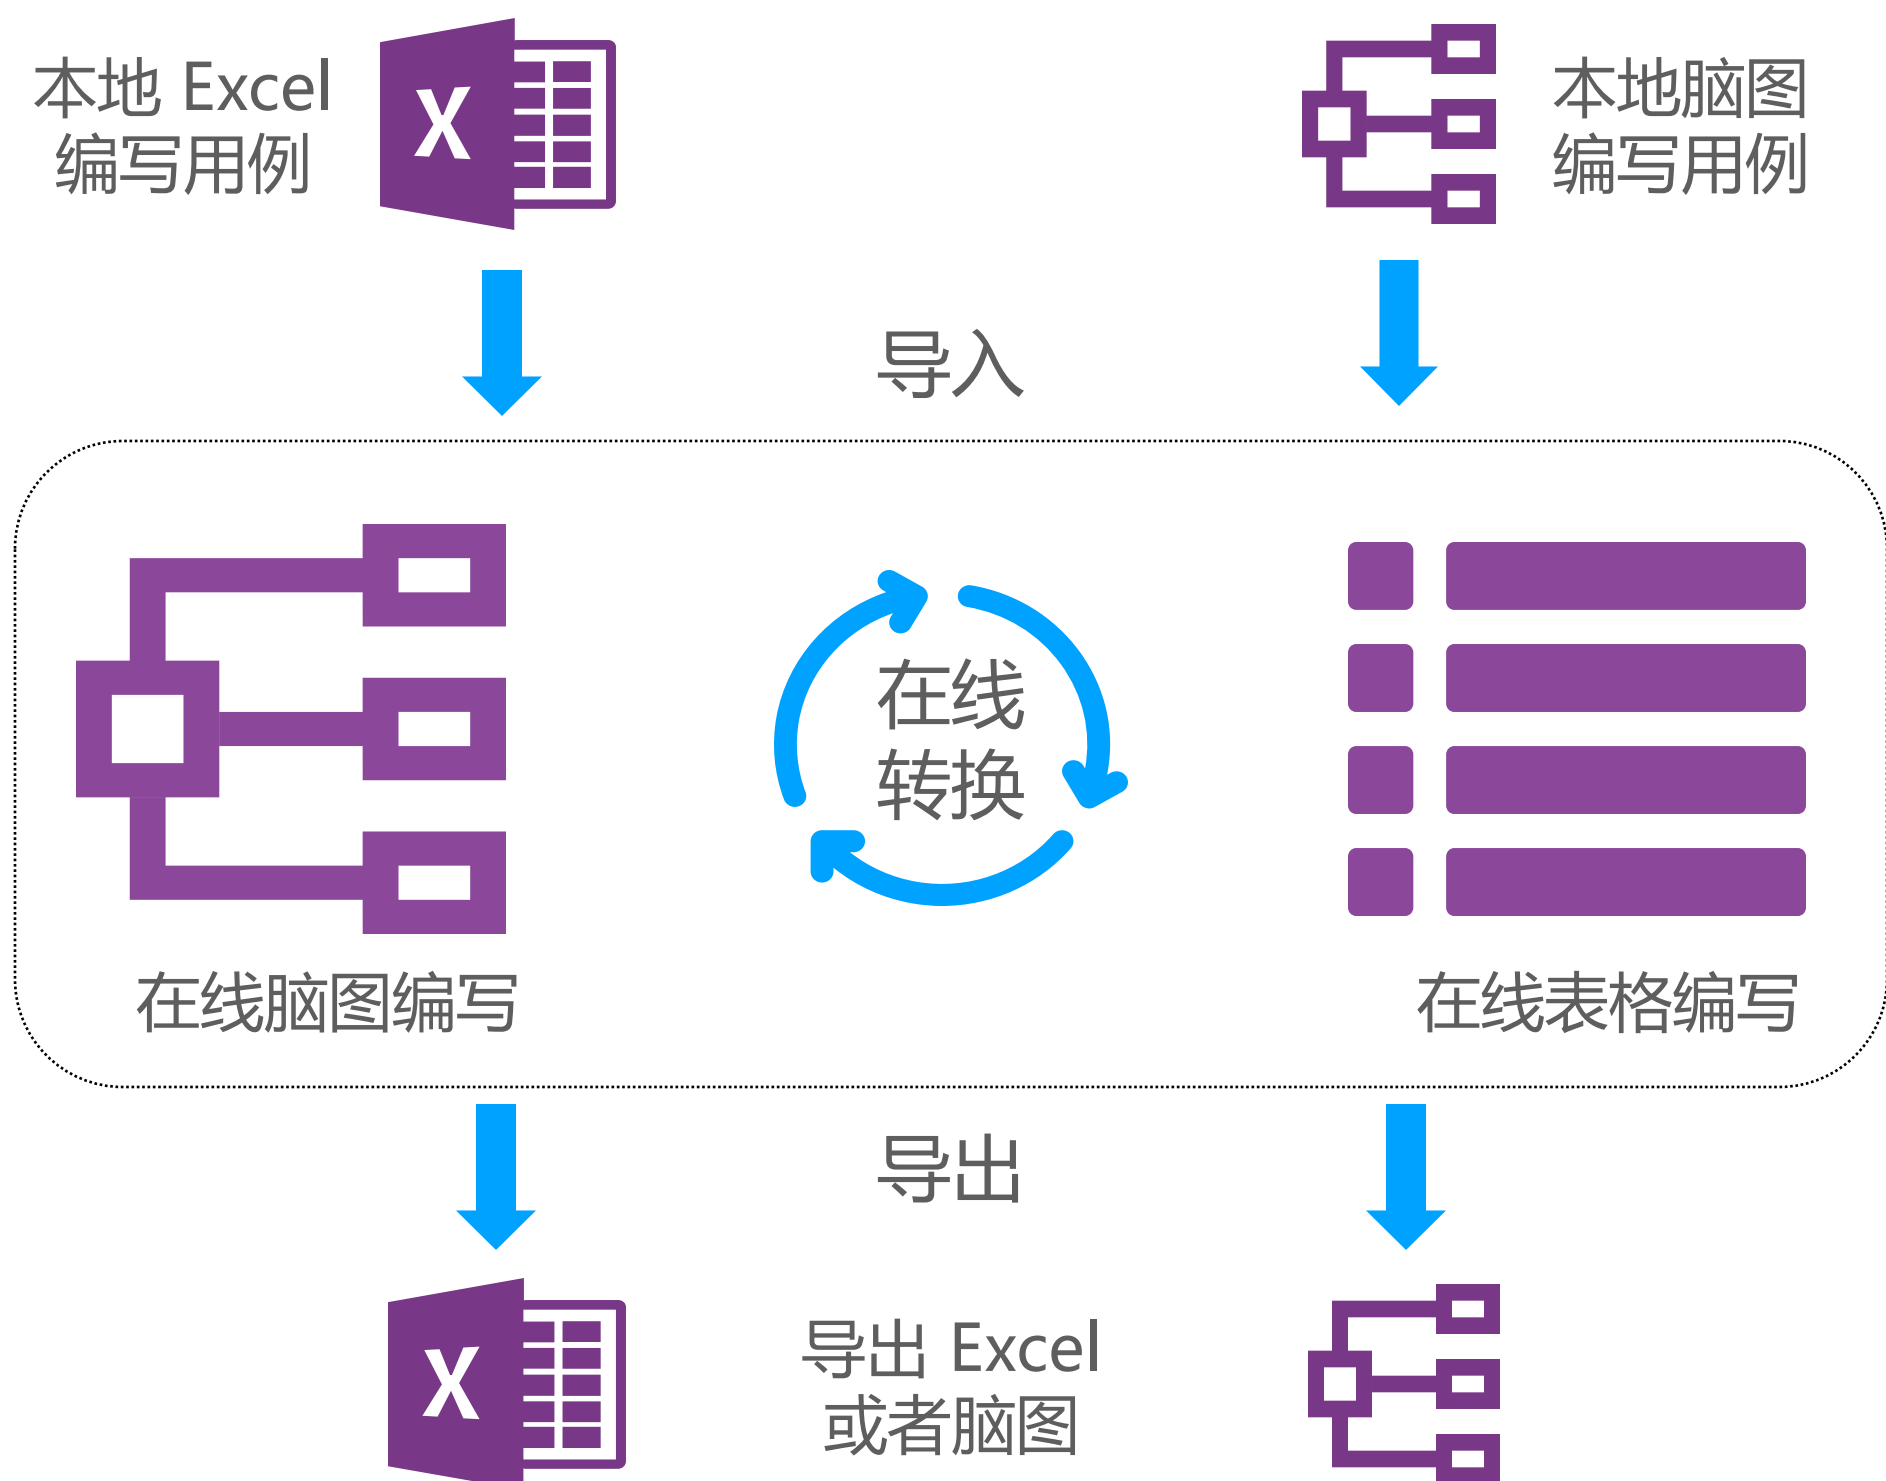 本地 Excel
编写用例
本地脑图
编写用例
导入
在线
转换
在线脑图编写
在线表格编写
导出
导出 Excel
或者脑图